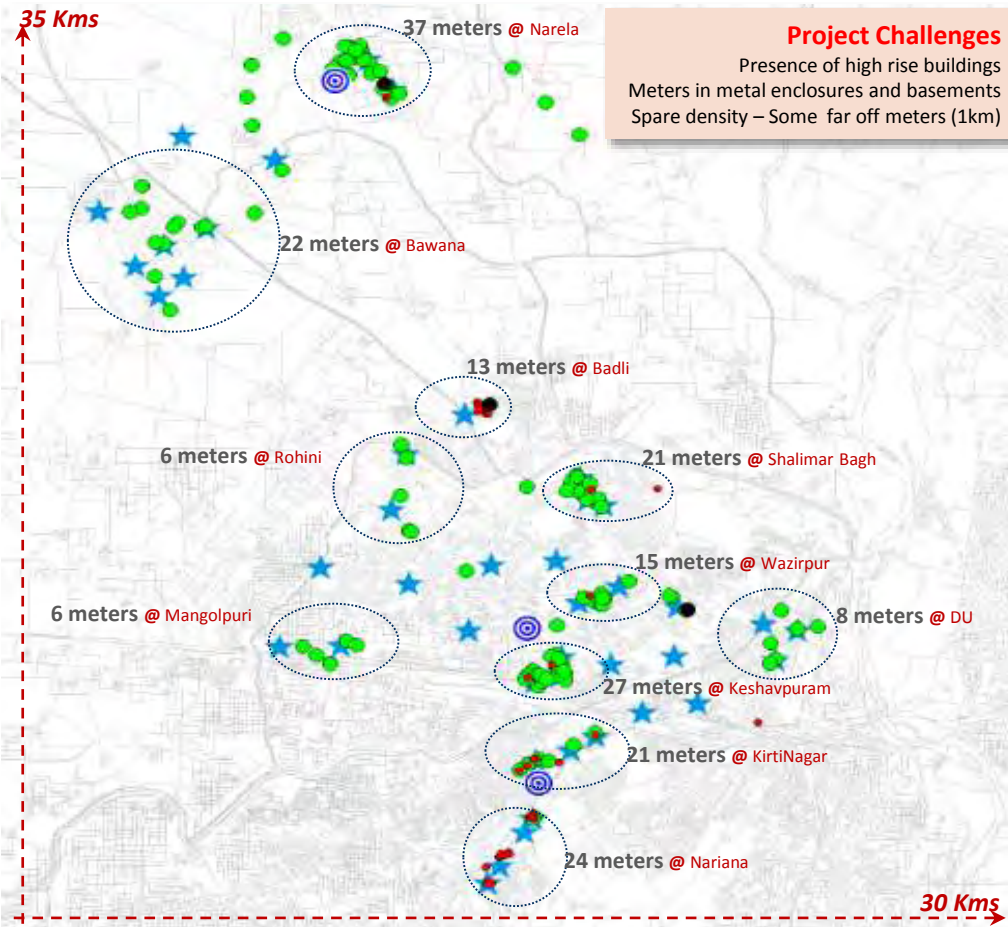 35 Kms
37 meters @ Narela
Project Challenges
Presence of high rise buildings
Meters in metal enclosures and basements
Spare density – Some far off meters (1km)
22 meters @ Bawana
13 meters @ Badli
6 meters @ Rohini
21 meters @ Shalimar Bagh
15 meters @ Wazirpur
6 meters @ Mangolpuri
8 meters @ DU
27 meters @ Keshavpuram
21 meters @ KirtiNagar
24 meters @ Nariana
30 Kms